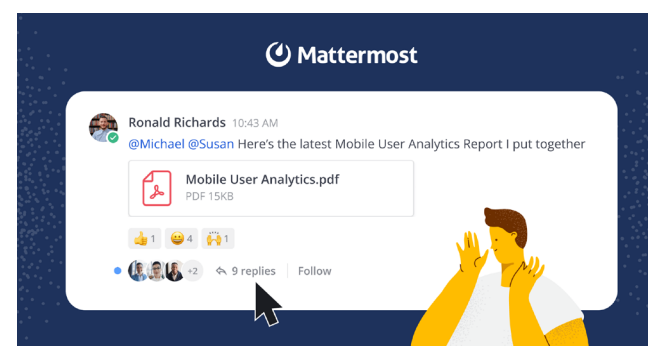 Mattermost
Ronald Richards 10:43 AM
@Michael @Susan Here's the latest Mobile User Analytics Report I put together
Mobile User Analytics.pdf
PDF 15KB
1 4 1
+2 9 replies Follow